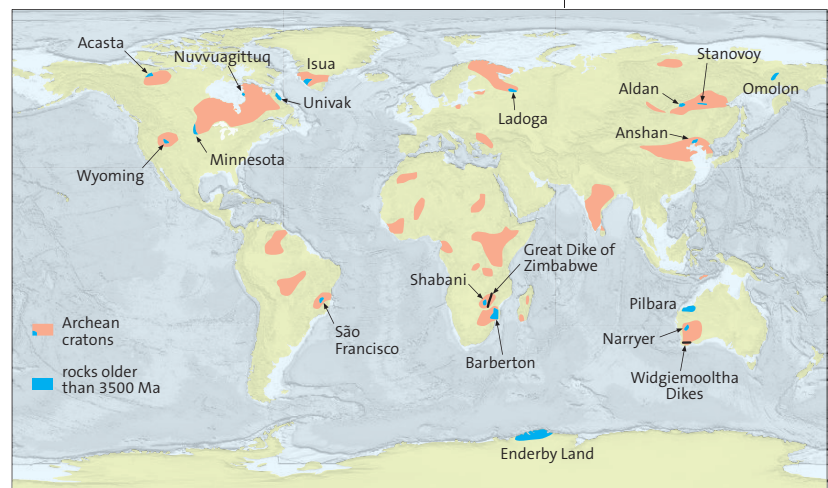 Acasta
Nuvvuagittuq
Isua
Univak
Minnesota
Wyoming
Ladoga
Stanovoy
Aldan
Omolon
Anshan
Great Dike of
Zimbabwe
Shabani
São
Francisco
Barberton
Pilbara
Narryer
Widgiemooltha
Dikes
Enderby Land
Archean
cratons
rocks older
than 3500 Ma